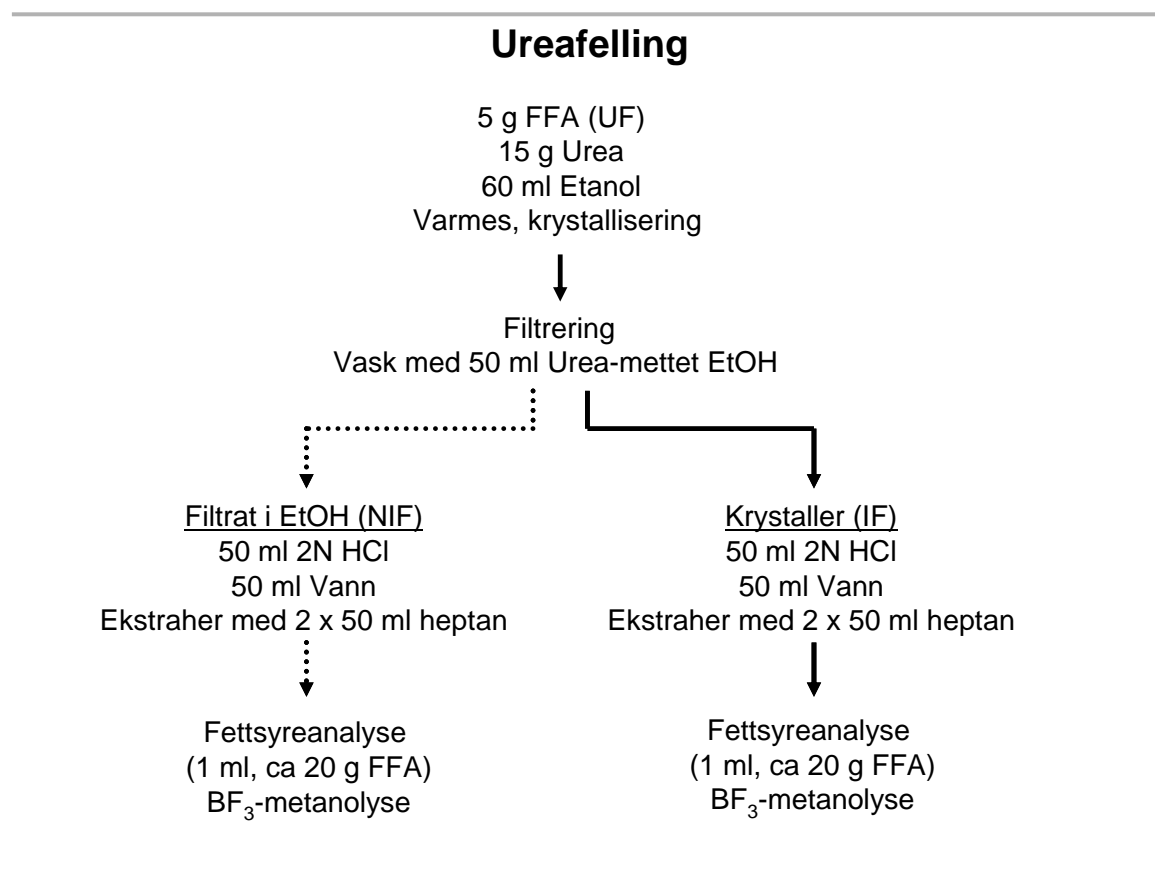 Ureafelling
5 g FFA (UF)
15 g Urea
60 ml Etanol
Varmes, krystallisering
Filtrering
Vask med 50 ml Urea-mettet EtOH
Filtrat i EtOH (NIF)
50 ml 2N HCl
50 ml Vann
Ekstraher med 2 x 50 ml heptan
Fettsyreanalyse
(1 ml, ca 20 g FFA)
BF3-metanolyse
Krystaller (IF)
50 ml 2N HCl
50 ml Vann
Ekstraher med 2 x 50 ml heptan
Fettsyreanalyse
(1 ml, ca 20 g FFA)
BF3-metanolyse